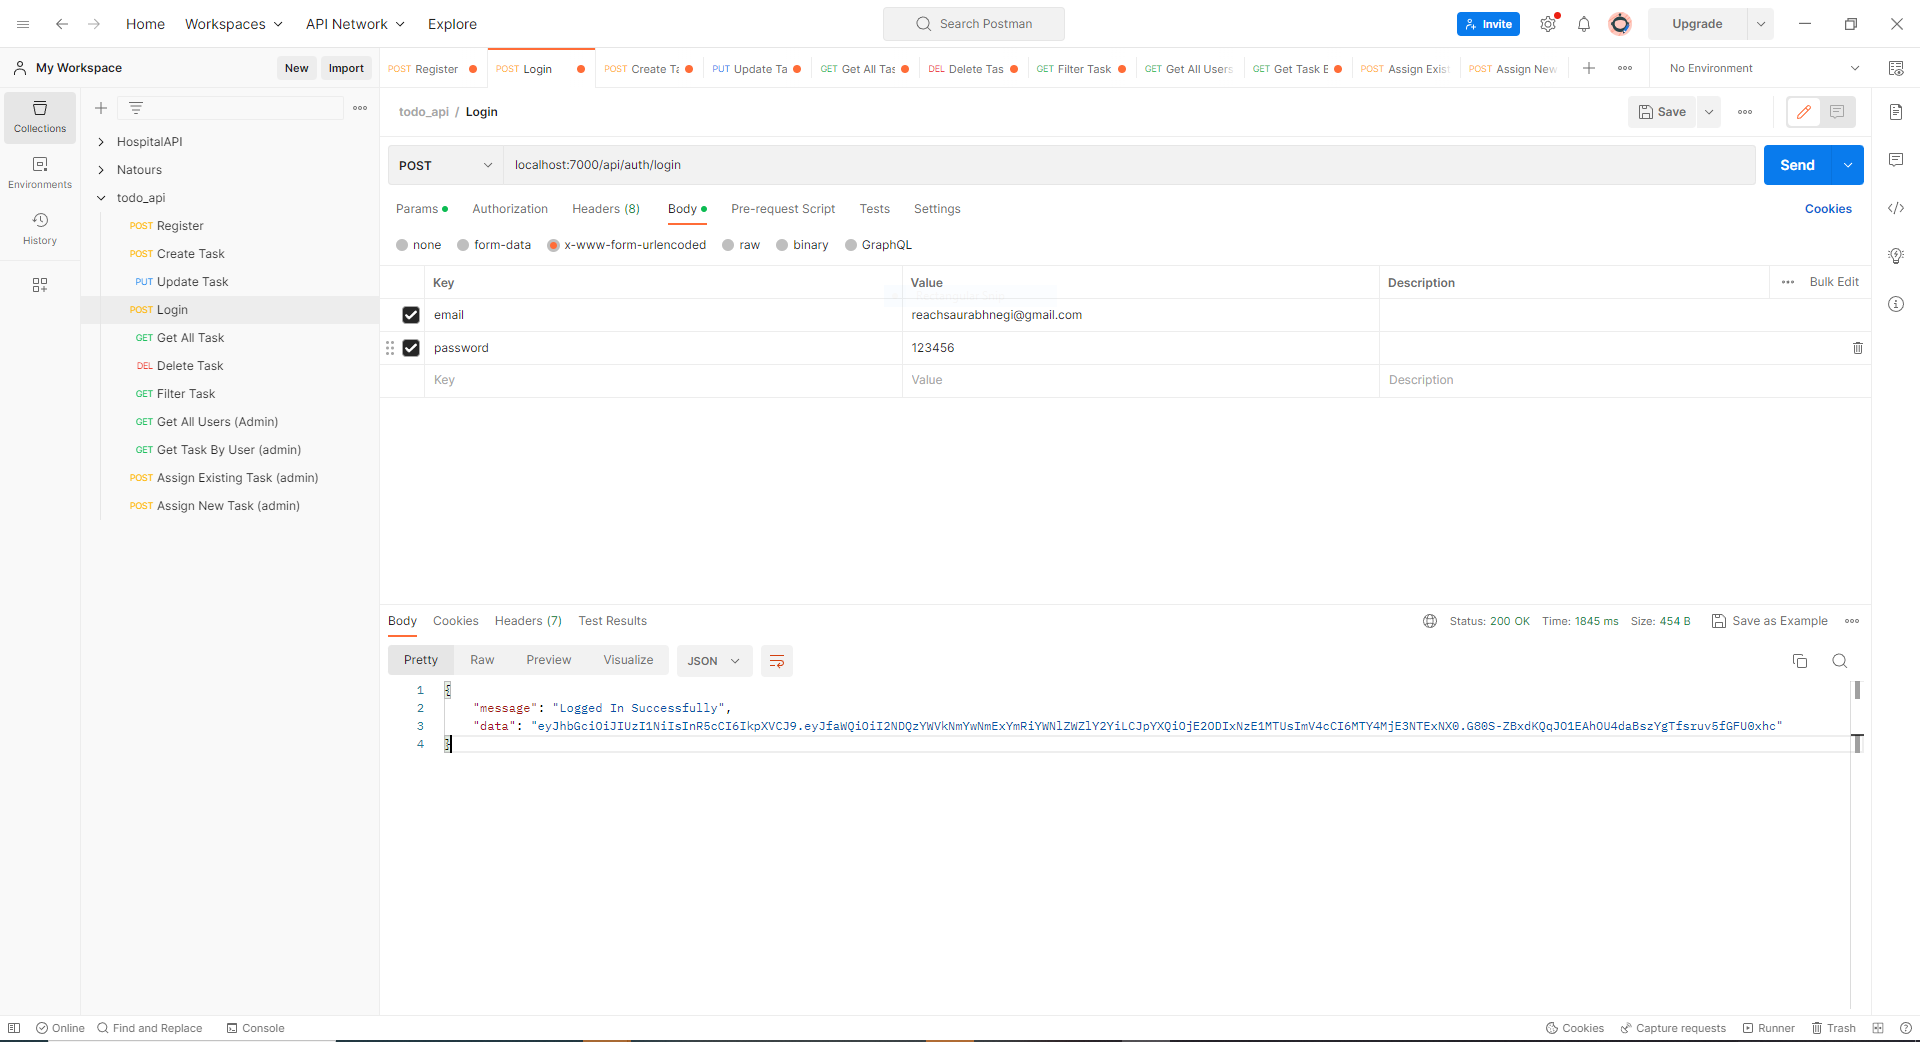 Home Workspaces API Network Explore Search Postman Invite Upgrade
My Workspace New Import POST Register POST Login POST Create Ta PUT Update Ta GET Get All Tas DEL Delete Tas GET Filter Task GET Get All Users GET Get Task B POST Assign Exis POST Assign New No Environment
Collections
Environments
History
HospitalAPI
Natours
todo_api
POST Register
POST Create Task
PUT Update Task
POST Login
GET Get All Task
DEL Delete Task
GET Filter Task
GET Get All Users (Admin)
GET Get Task By User (admin)
POST Assign Existing Task (admin)
POST Assign New Task (admin)
todo_api / Login Save
POST localhost:7000/api/auth/login Send
Params Authorization Headers (8) Body Pre-request Script Tests Settings Cookies
none form-data x-www-form-urlencoded raw binary GraphQL
Key Value Description Bulk Edit
email reachsaurabhnegi@gmail.com
password 123456
Key Value Description
Body Cookies Headers (7) Test Results Status: 200 OK Time: 1845 ms Size: 454 B Save as Example
Pretty Raw Preview Visualize JSON
1 {
2 "message": "Logged In Successfully",
3 "data": "eyJhbGciOiJIUzI1NiIsInR5cCI6IkpXVCJ9.eyJfaWQiOiI2NDQzYWVkNmYwNmExYmRiYWNlZWZlY2YiLCJpYXQiOjE2ODIxNzE1MTUsImV4cCI6MTY4MjE3NTExNX0.G80S-ZBxdKQqJO1EAhOU4daBszYgTfsruv5fGFU0xhc"
4 }
Online Find and Replace Console Cookies Capture requests Runner Trash